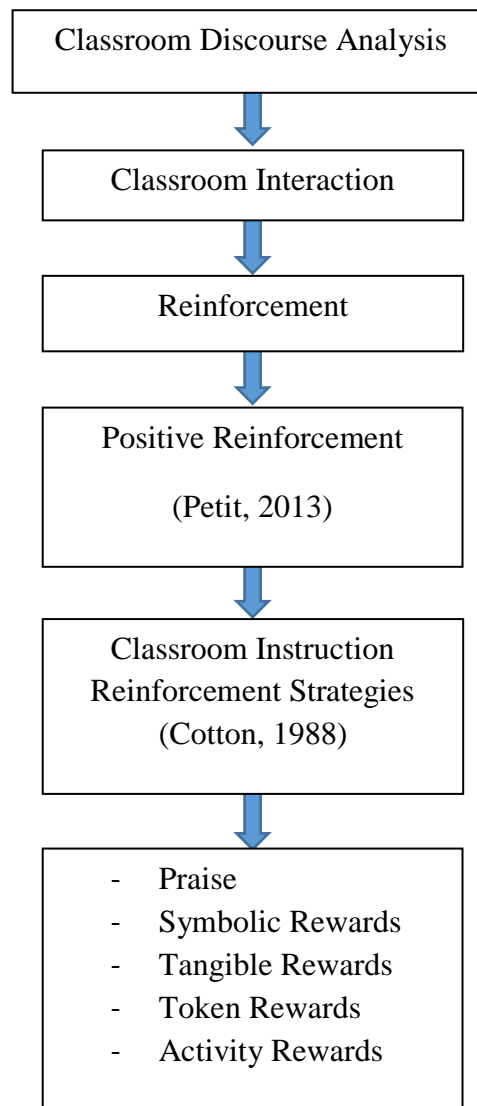 Classroom Discourse Analysis
Classroom Interaction
Reinforcement
Positive Reinforcement
(Petit, 2013)
Classroom Instruction
Reinforcement Strategies
(Cotton, 1988)
- Praise
- Symbolic Rewards
- Tangible Rewards
- Token Rewards
- Activity Rewards